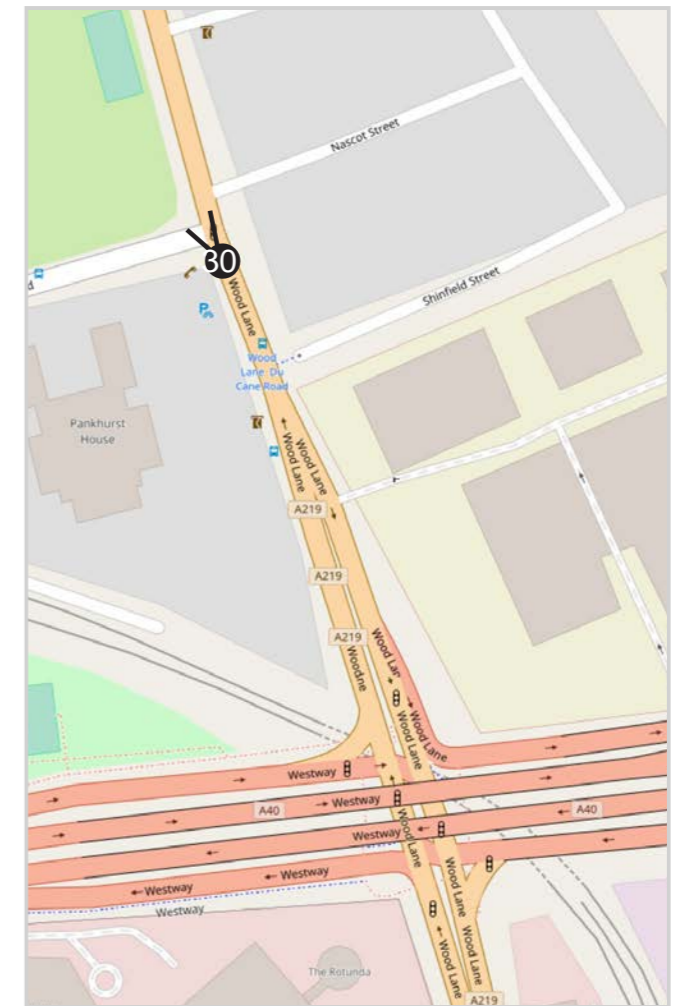 Nascot Street
30
d
Wood Lane
Shinfield Street
Wood
Lane Du
Cane Road
Pankhurst
House
Wood Lane
Wood Lane
A219
A219
A219
Wood Lan
Woodne
Wood Lane
Wood Lane
Westway
Westway
A40
A40
Westway
Wood Lane
Westway
Westway
Westway
Wood Lane
Wood Lane
The Rotunda
A219